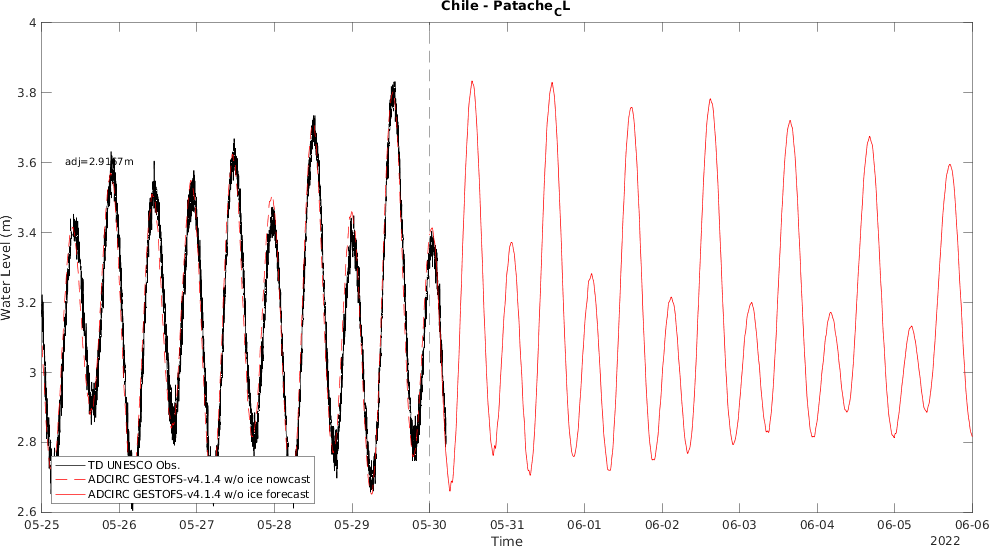 Chile - Patache_CL
4
3.8
3.6
3.4
3.2
3
2.8
2.6
Water Level (m)
adj=2.9167m
TD UNESCO Obs.
ADCIRC GESTOFS-v4.1.4 w/o ice nowcast
ADCIRC GESTOFS-v4.1.4 w/o ice forecast
05-25 05-26 05-27 05-28 05-29 05-30 05-31 06-01 06-02 06-03 06-04 06-05 06-06
Time
2022